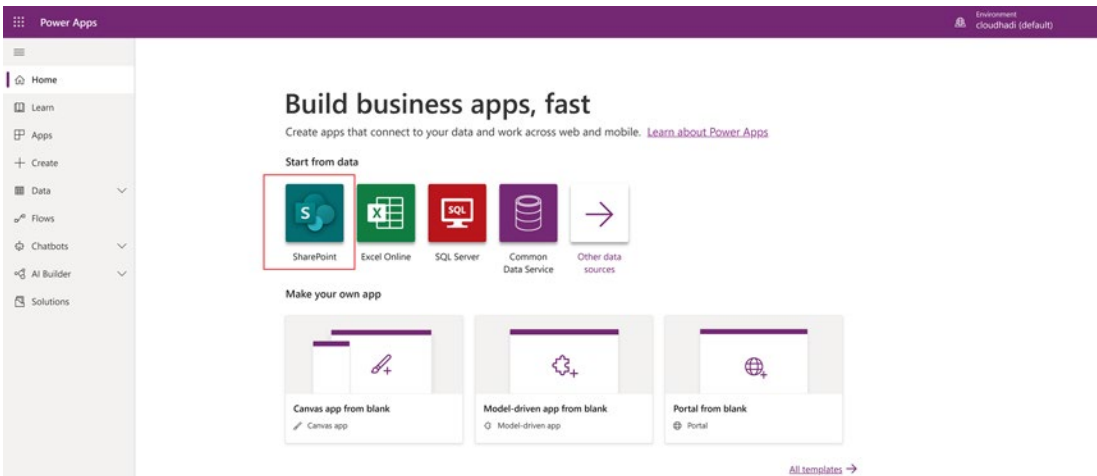 Power Apps
Environment
cloudhadi (default)
Home
Learn
Apps
Create
Data
Flows
Chatbots
AI Builder
Solutions
Build business apps, fast
Create apps that connect to your data and work across web and mobile. Learn about Power Apps
Start from data
S
X
SQL
SharePoint
Excel Online
SQL Server
Common
Data Service
Other data
sources
Make your own app
Canvas app from blank
Canvas app
Model-driven app from blank
Model-driven app
Portal from blank
Portal
All templates